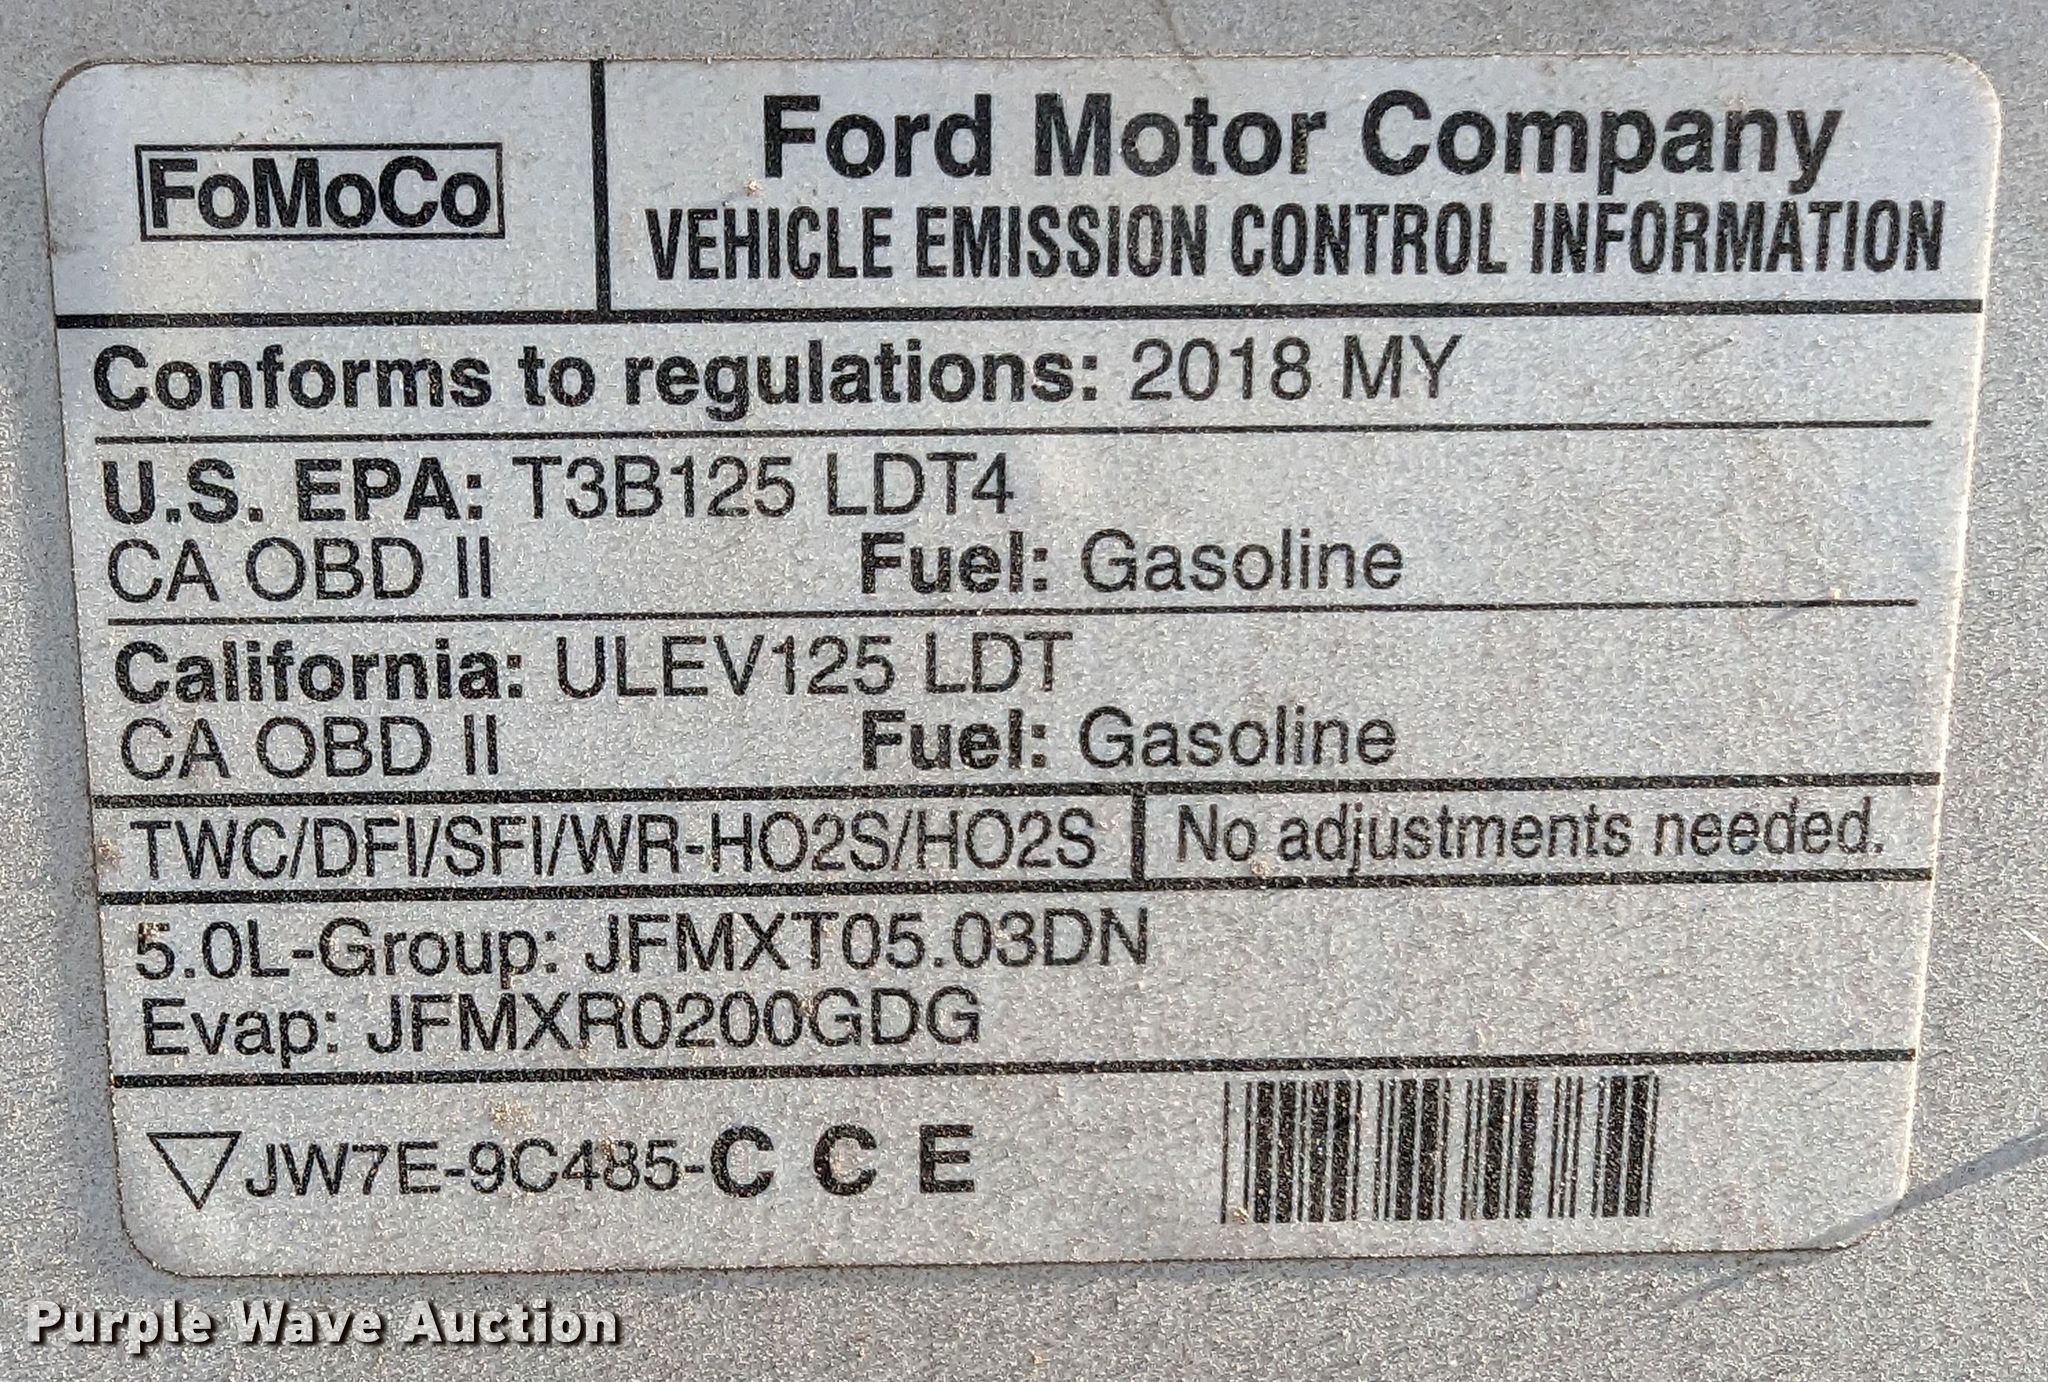 FoMoCo
Ford Motor Company
VEHICLE EMISSION CONTROL INFORMATION
Conforms to regulations: 2018 MY
U.S. EPA: T3B125 LDT4
CA OBD II Fuel: Gasoline
California: ULEV125 LDT
CA OBD II Fuel: Gasoline
TWC/DFI/SFI/WR-HO2S/HO2S No adjustments needed.
5.0L-Group: JFMXT05.03DN
Evap: JFMXR0200GDG
JW7E-9C485-C C E
Purple Wave Auction